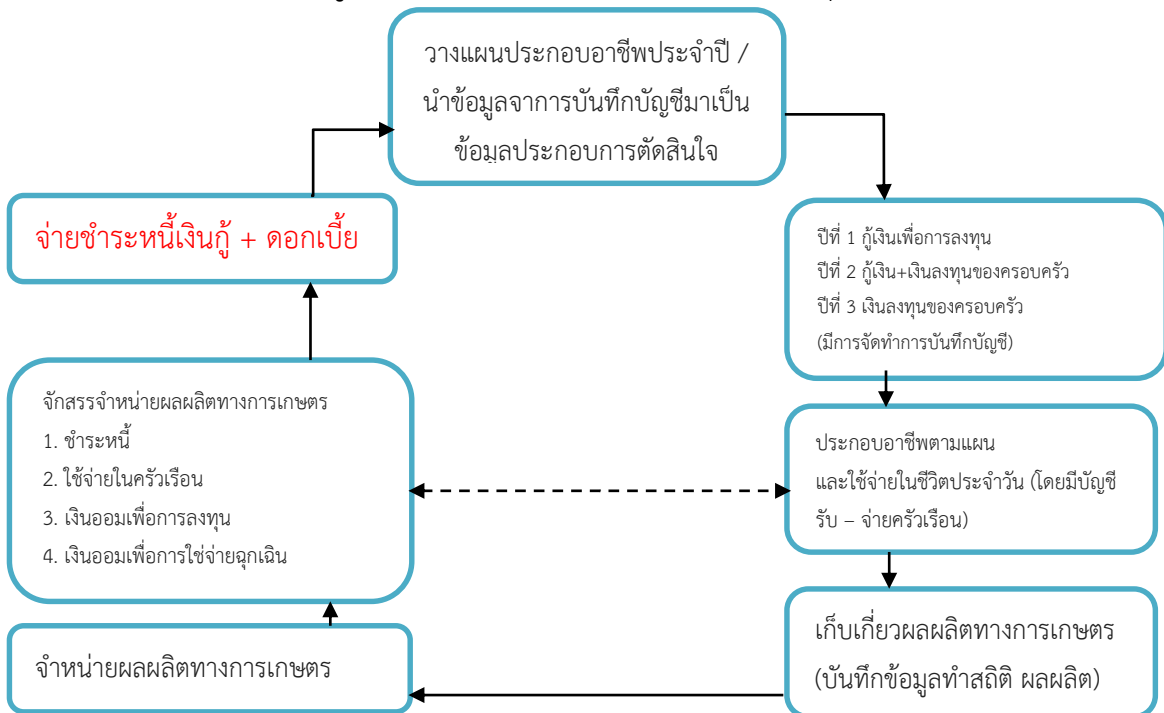 วางแผนประกอบอาชีพประจำปี /
นำข้อมูลจาการบันทึกบัญชีมาเป็น
ข้อมูลประกอบการตัดสินใจ
จ่ายชำระหนี้เงินกู้ + ดอกเบี้ย
ปีที่ 1 กู้เงินเพื่อการลงทุน
ปีที่ 2 กู้เงิน+เงินลงทุนของครอบครัว
ปีที่ 3 เงินลงทุนของครอบครัว
(มีการจัดทำการบันทึกบัญชี)
จักสรรจำหน่ายผลผลิตทางการเกษตร
1. ชำระหนี้
2. ใช้จ่ายในครัวเรือน
3. เงินออมเพื่อการลงทุน
4. เงินออมเพื่อการใช่จ่ายฉุกเฉิน
ประกอบอาชีพตามแผน
และใช้จ่ายในชีวิตประจำวัน (โดยมีบัญชี
รับ – จ่ายครัวเรือน)
จำหน่ายผลผลิตทางการเกษตร
เก็บเกี่ยวผลผลิตทางการเกษตร
(บันทึกข้อมูลทำสถิติ ผลผลิต)